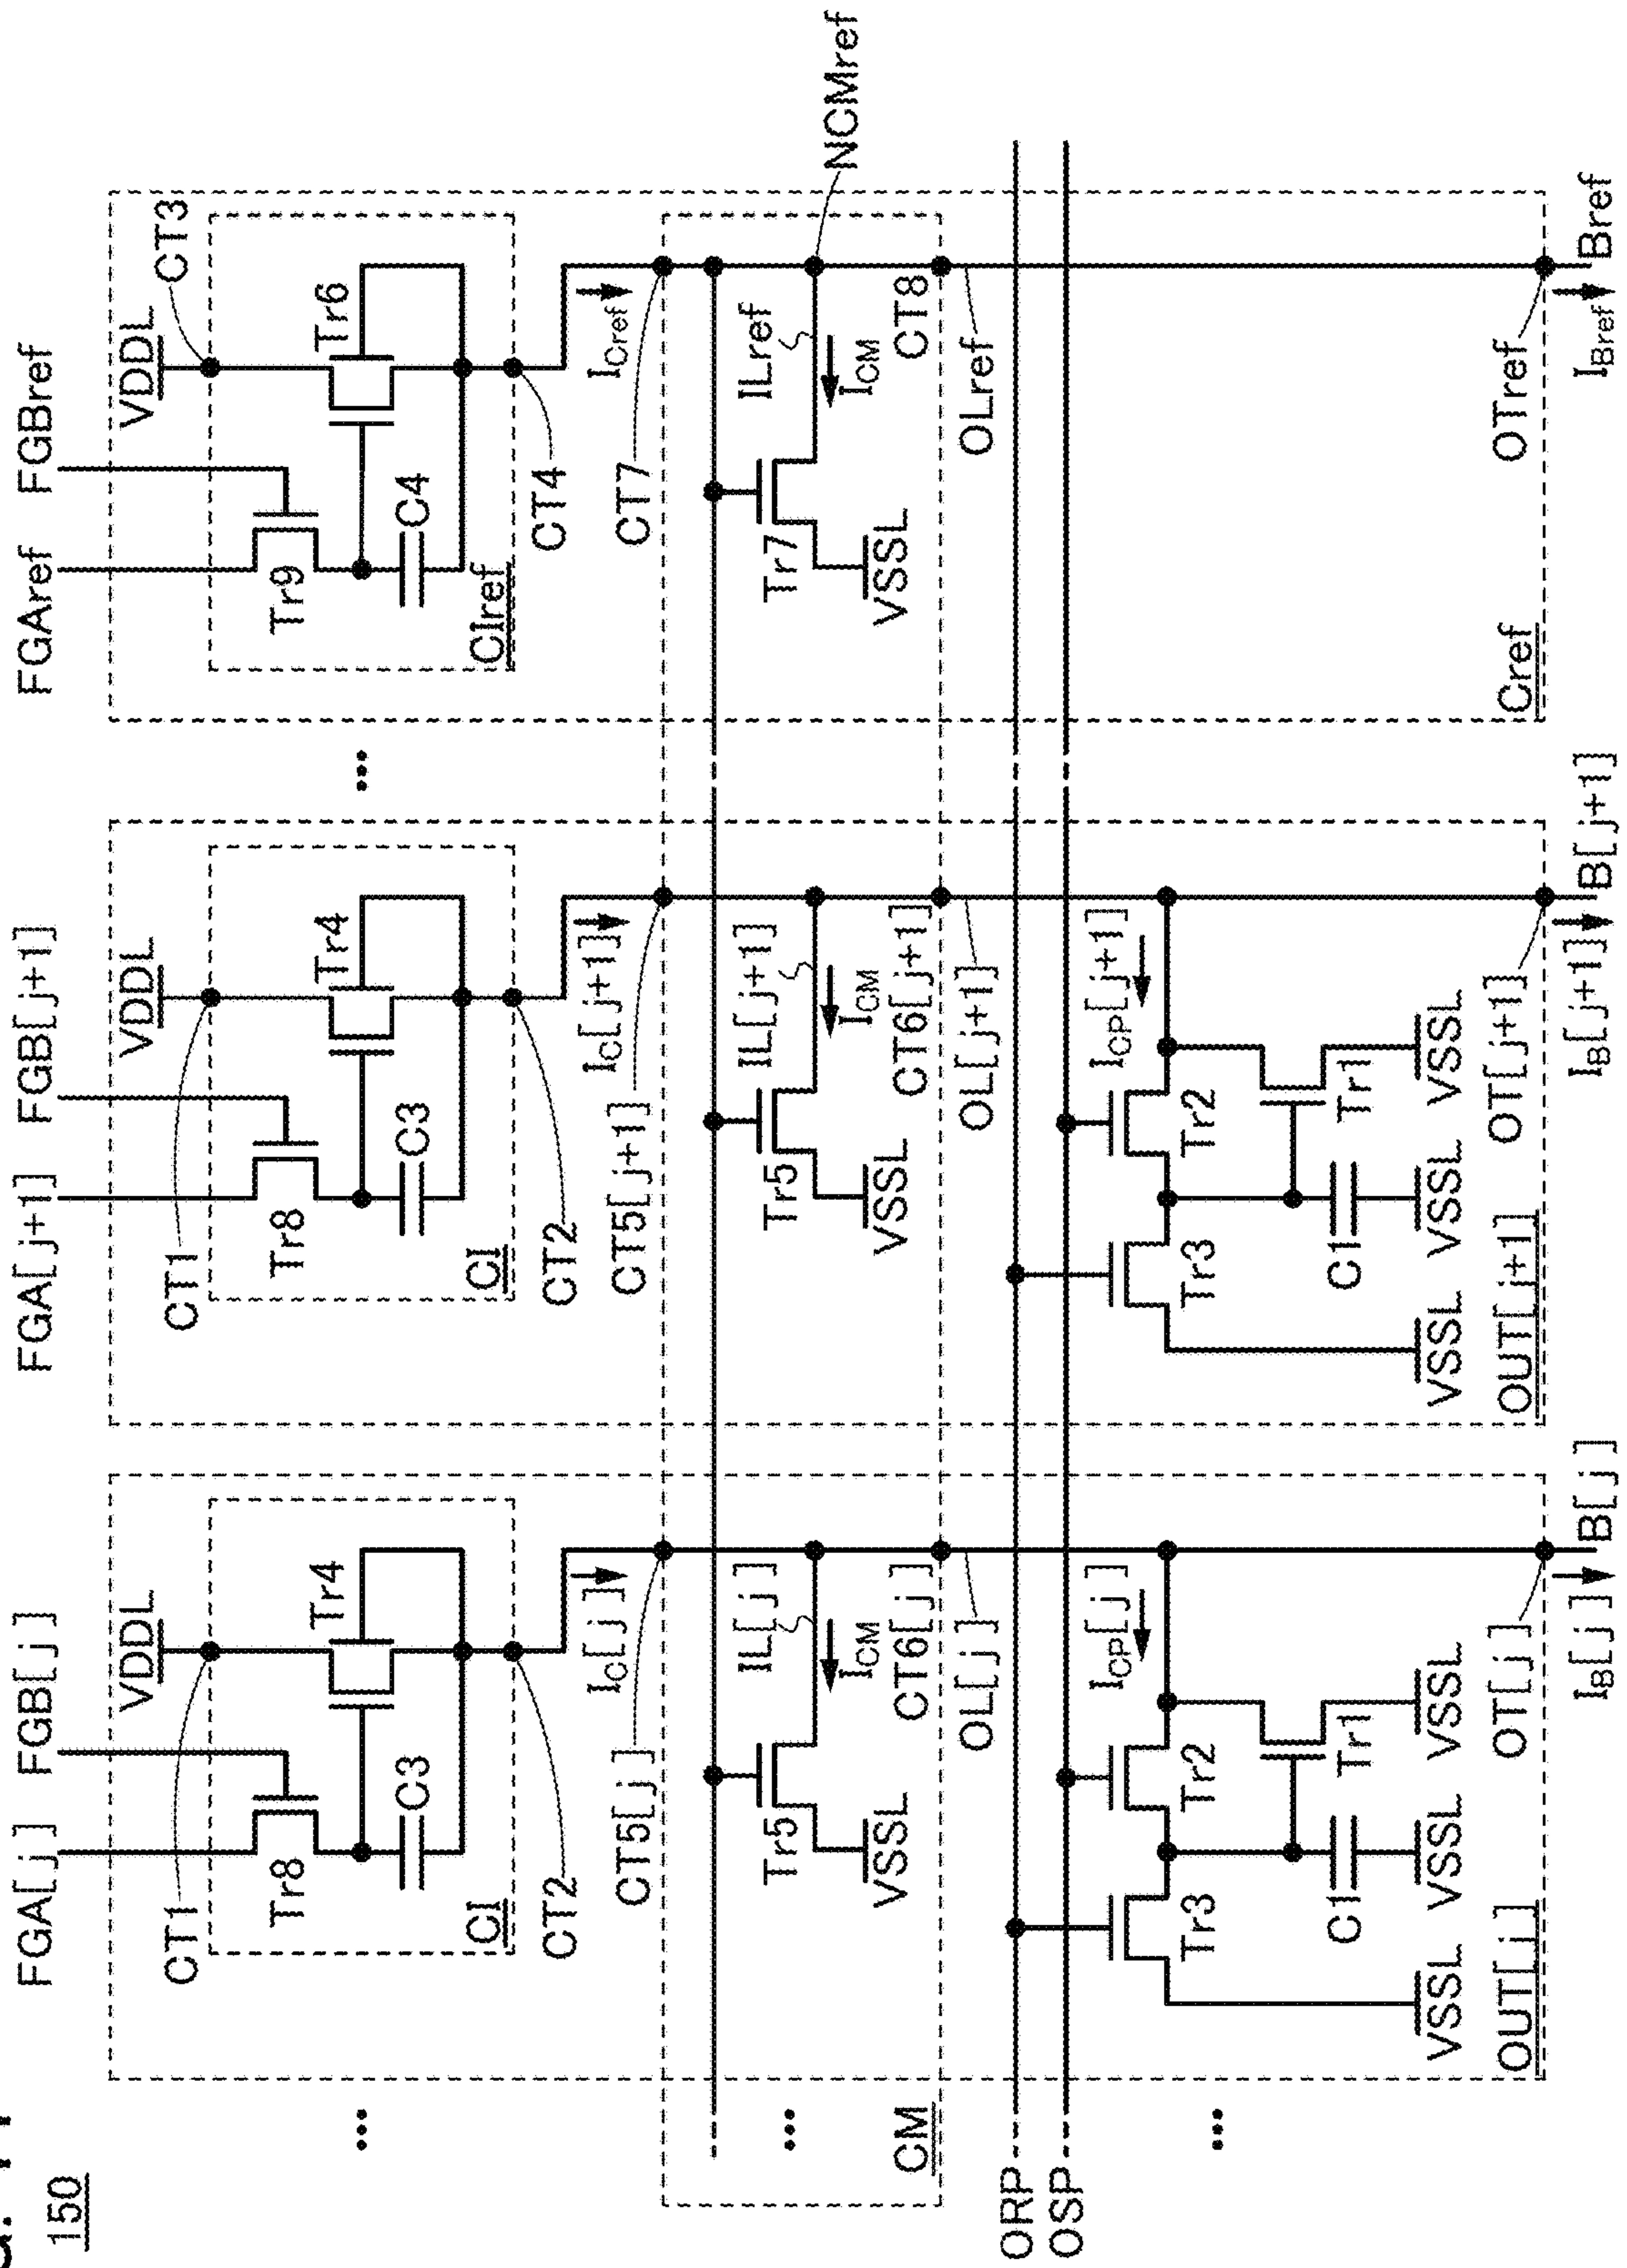 150
FGA[j] FGB[j]
FGA[j+1] FGB[j+1]
FGAref FGBref
VDDL
VDDL
VDDL
CT3
CT1
CT1
Tr8
Tr4
Tr8
Tr4
Tr9
Tr6
C3
C3
C4
CI
CI
CIref
CT2
CT2
CT4
CT5[j]
IC[j]
CT5[j+1]
IC[j+1]
CT7
ICref
Tr5
IL[j]
Tr5
IL[j+1]
Tr7
ILref
NCMref
ICM
ICM
ICM
VSSL
VSSL
VSSL
CM
CT6[j]
CT6[j+1]
CT8
OL[j]
OL[j+1]
OLref
ORP
OSP
ICP[j]
ICP[j+1]
Tr3
Tr2
Tr3
Tr2
C1
Tr1
C1
Tr1
VSSL
VSSL
VSSL
VSSL
VSSL
VSSL
OUT[j]
OT[j]
OUT[j+1]
OT[j+1]
Cref
OTref
IB[j]
B[j]
IB[j+1]
B[j+1]
IBref
Bref